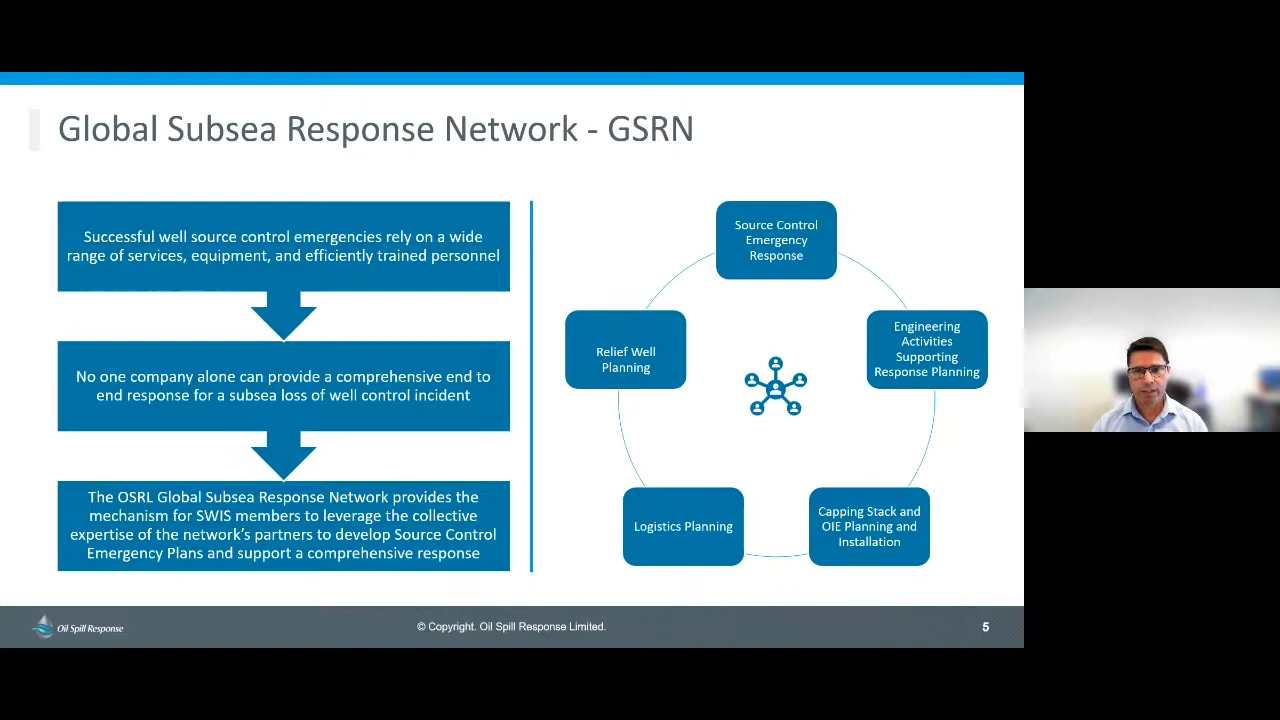 Global Subsea Response Network - GSRN
Successful well source control emergencies rely on a wide
range of services, equipment, and efficiently trained personnel
No one company alone can provide a comprehensive end to
end response for a subsea loss of well control incident
The OSRL Global Subsea Response Network provides the
mechanism for SWIS members to leverage the collective
expertise of the network's partners to develop Source Control
Emergency Plans and support a comprehensive response
Source Control
Emergency
Response
Engineering
Activities
Supporting
Response Planning
Capping Stack and
OIE Planning and
Installation
Logistics Planning
Relief Well
Planning
Oil Spill Response
© Copyright. Oil Spill Response Limited.
5